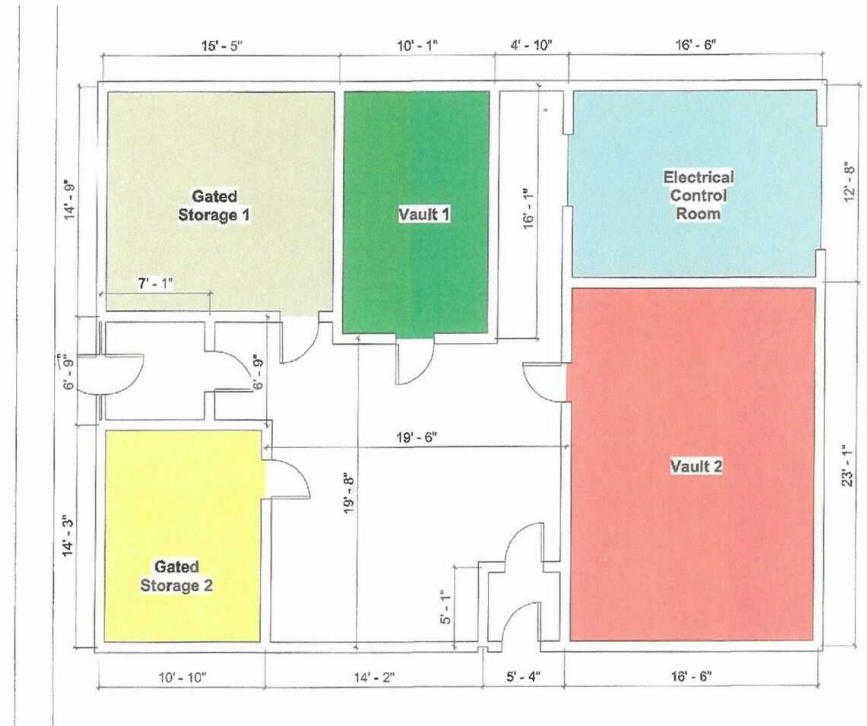 15' - 5"
10' - 1"
4' - 10"
16' - 6"
14' - 9"
Gated
Storage 1
Vault 1
16' - 1"
Electrical
Control
Room
12' - 8"
7' - 1"
6' - 9"
6' - 9"
19' - 6"
19' - 8"
Vault 2
23' - 1"
14' - 3"
Gated
Storage 2
5' - 1"
10' - 10"
14' - 2"
5' - 4"
16' - 6"